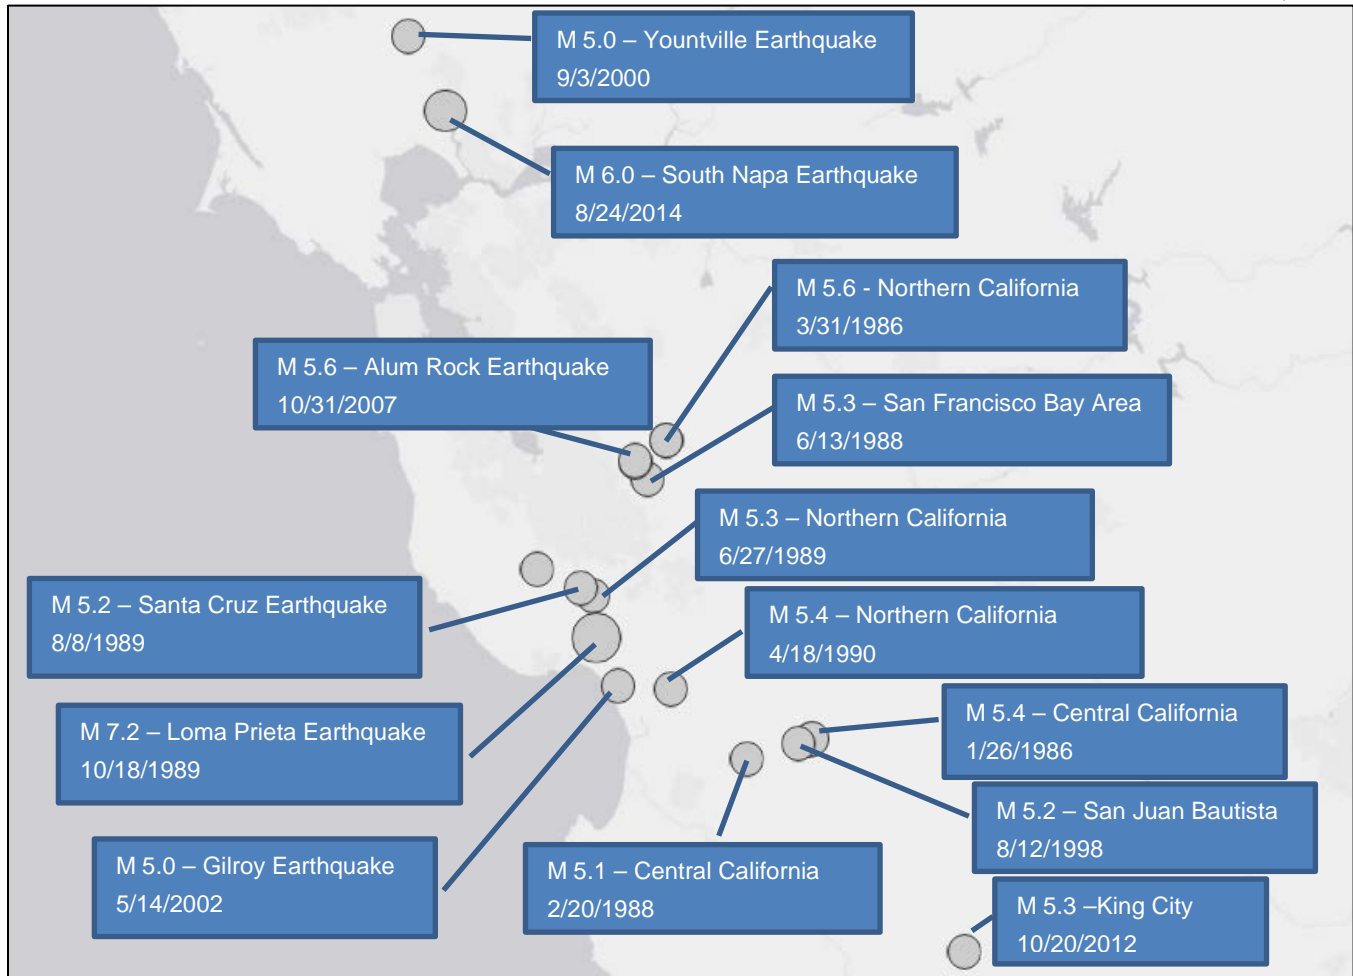 M 5.0 – Yountville Earthquake
9/3/2000
M 6.0 – South Napa Earthquake
8/24/2014
M 5.6 - Northern California
3/31/1986
M 5.6 – Alum Rock Earthquake
10/31/2007
M 5.3 – San Francisco Bay Area
6/13/1988
M 5.3 – Northern California
6/27/1989
M 5.2 – Santa Cruz Earthquake
8/8/1989
M 5.4 – Northern California
4/18/1990
M 7.2 – Loma Prieta Earthquake
10/18/1989
M 5.4 – Central California
1/26/1986
M 5.2 – San Juan Bautista
8/12/1998
M 5.0 – Gilroy Earthquake
5/14/2002
M 5.1 – Central California
2/20/1988
M 5.3 –King City
10/20/2012